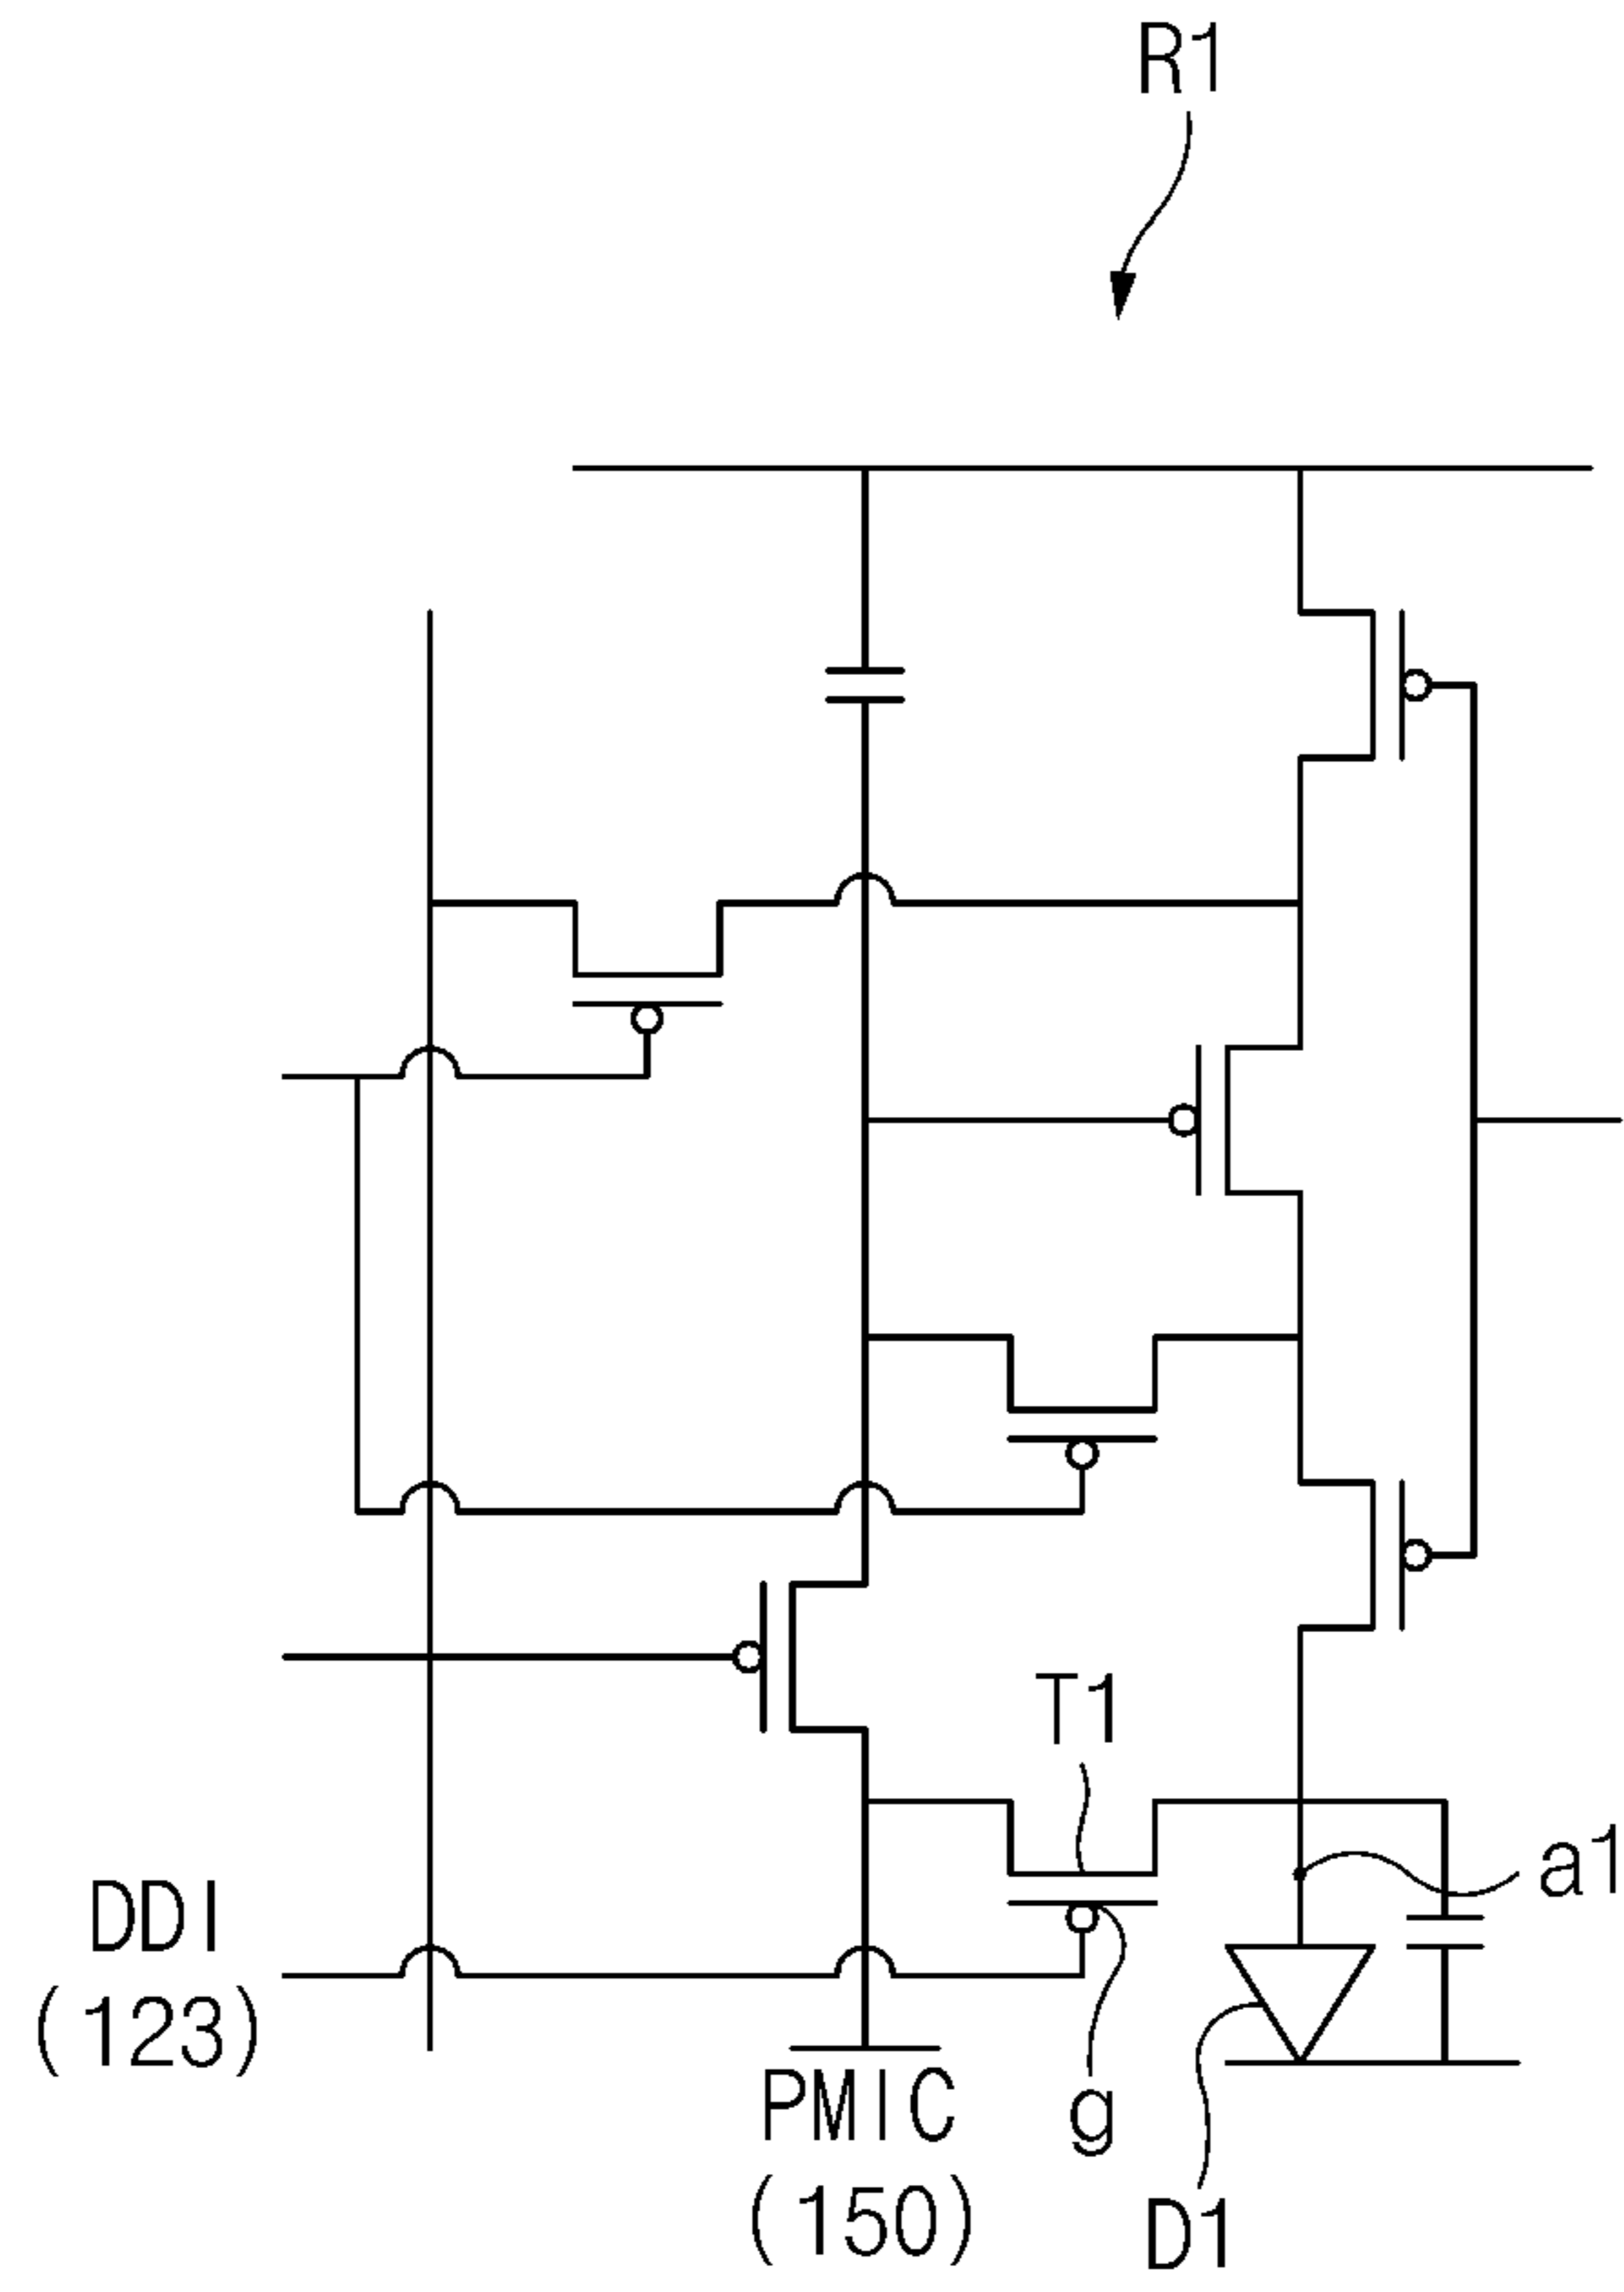 R1
T1
a1
DDI
(123)
PMIC
(150)
g
D1